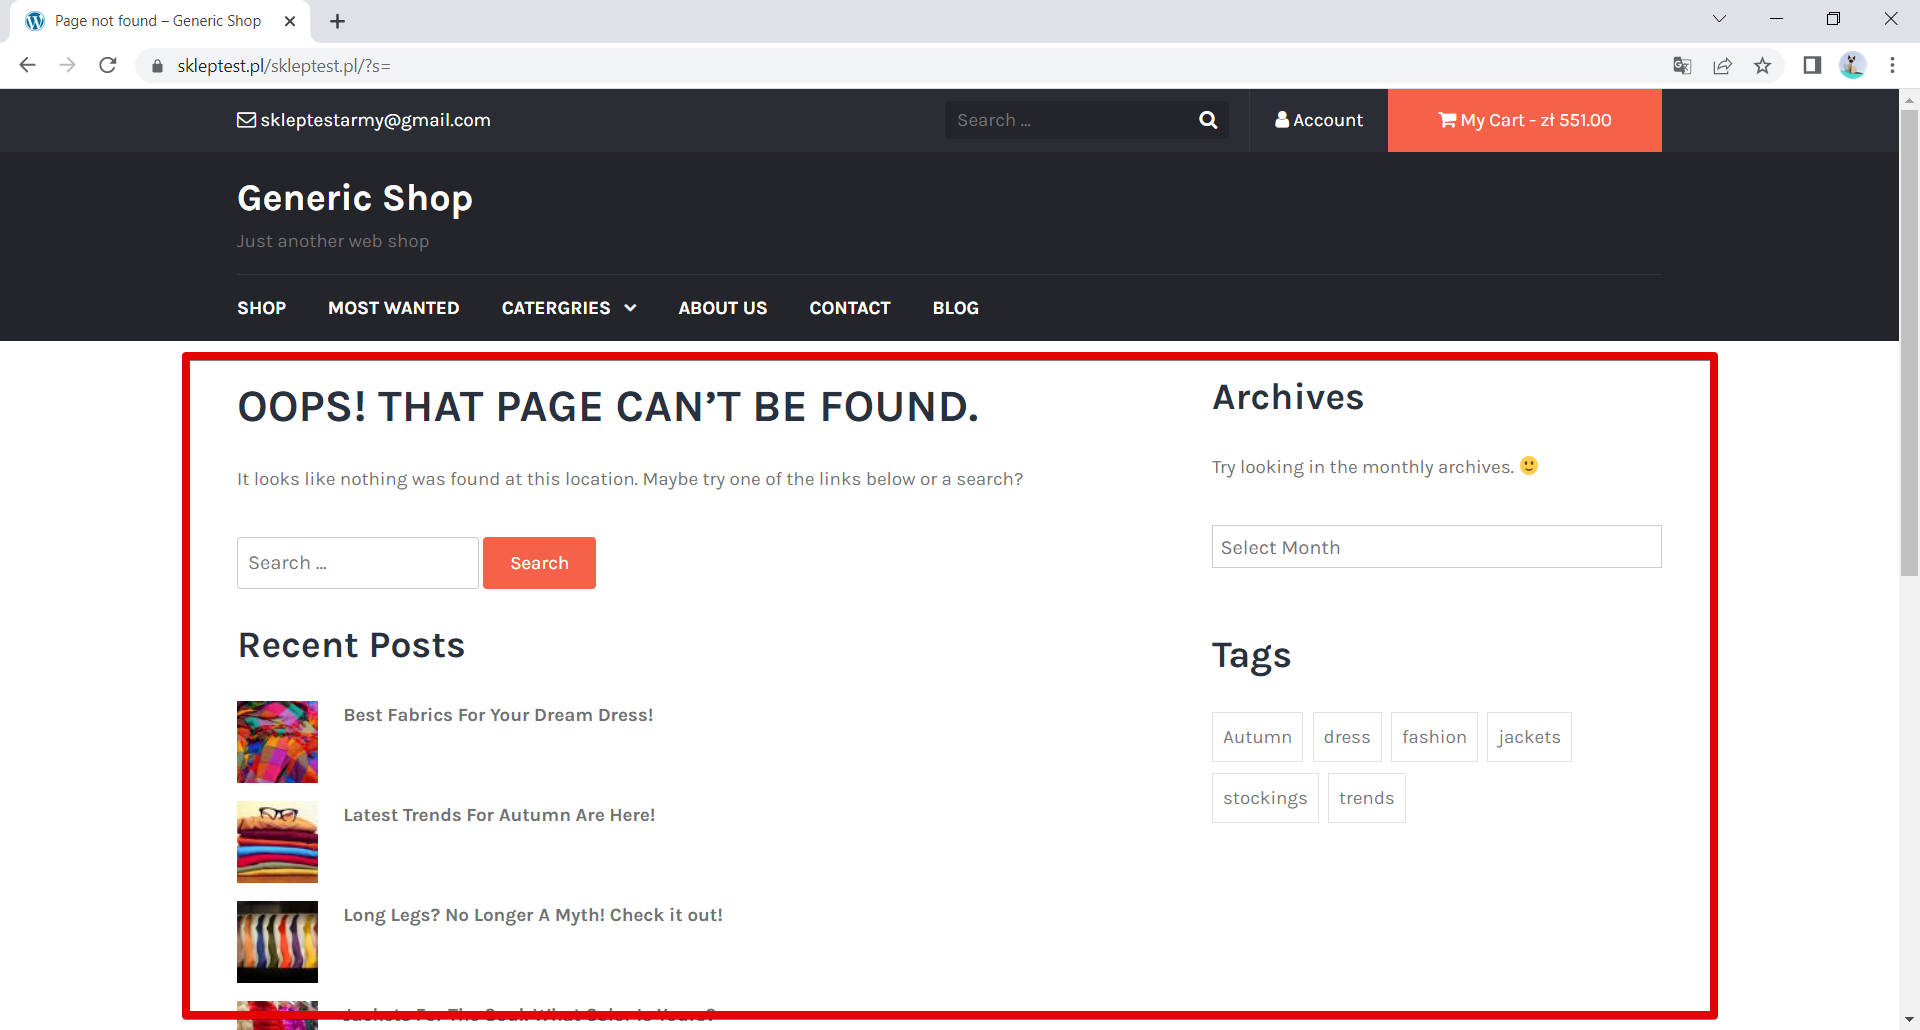 Page not found – Generic Shop
skleptest.pl/skleptest.pl/?s=
skleptestarmy@gmail.com
Search ...
Account
My Cart - zł 551.00
Generic Shop
Just another web shop
SHOP
MOST WANTED
CATERGRIES
ABOUT US
CONTACT
BLOG
OOPS! THAT PAGE CAN’T BE FOUND.
It looks like nothing was found at this location. Maybe try one of the links below or a search?
Search ...
Search
Recent Posts
Best Fabrics For Your Dream Dress!
Latest Trends For Autumn Are Here!
Long Legs? No Longer A Myth! Check it out!
Archives
Try looking in the monthly archives. 🙂
Select Month
Tags
Autumn
dress
fashion
jackets
stockings
trends